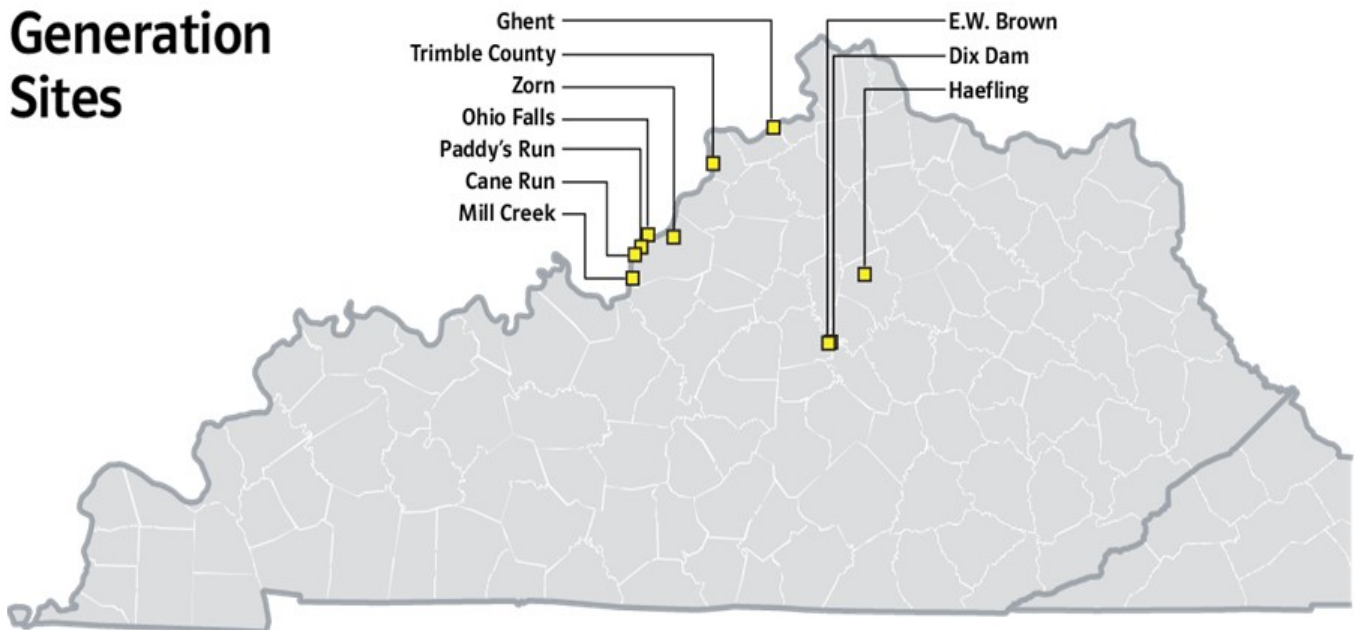 Generation
Sites
Ghent
Trimble County
Zorn
Ohio Falls
Paddy's Run
Cane Run
Mill Creek
E.W. Brown
Dix Dam
Haefling